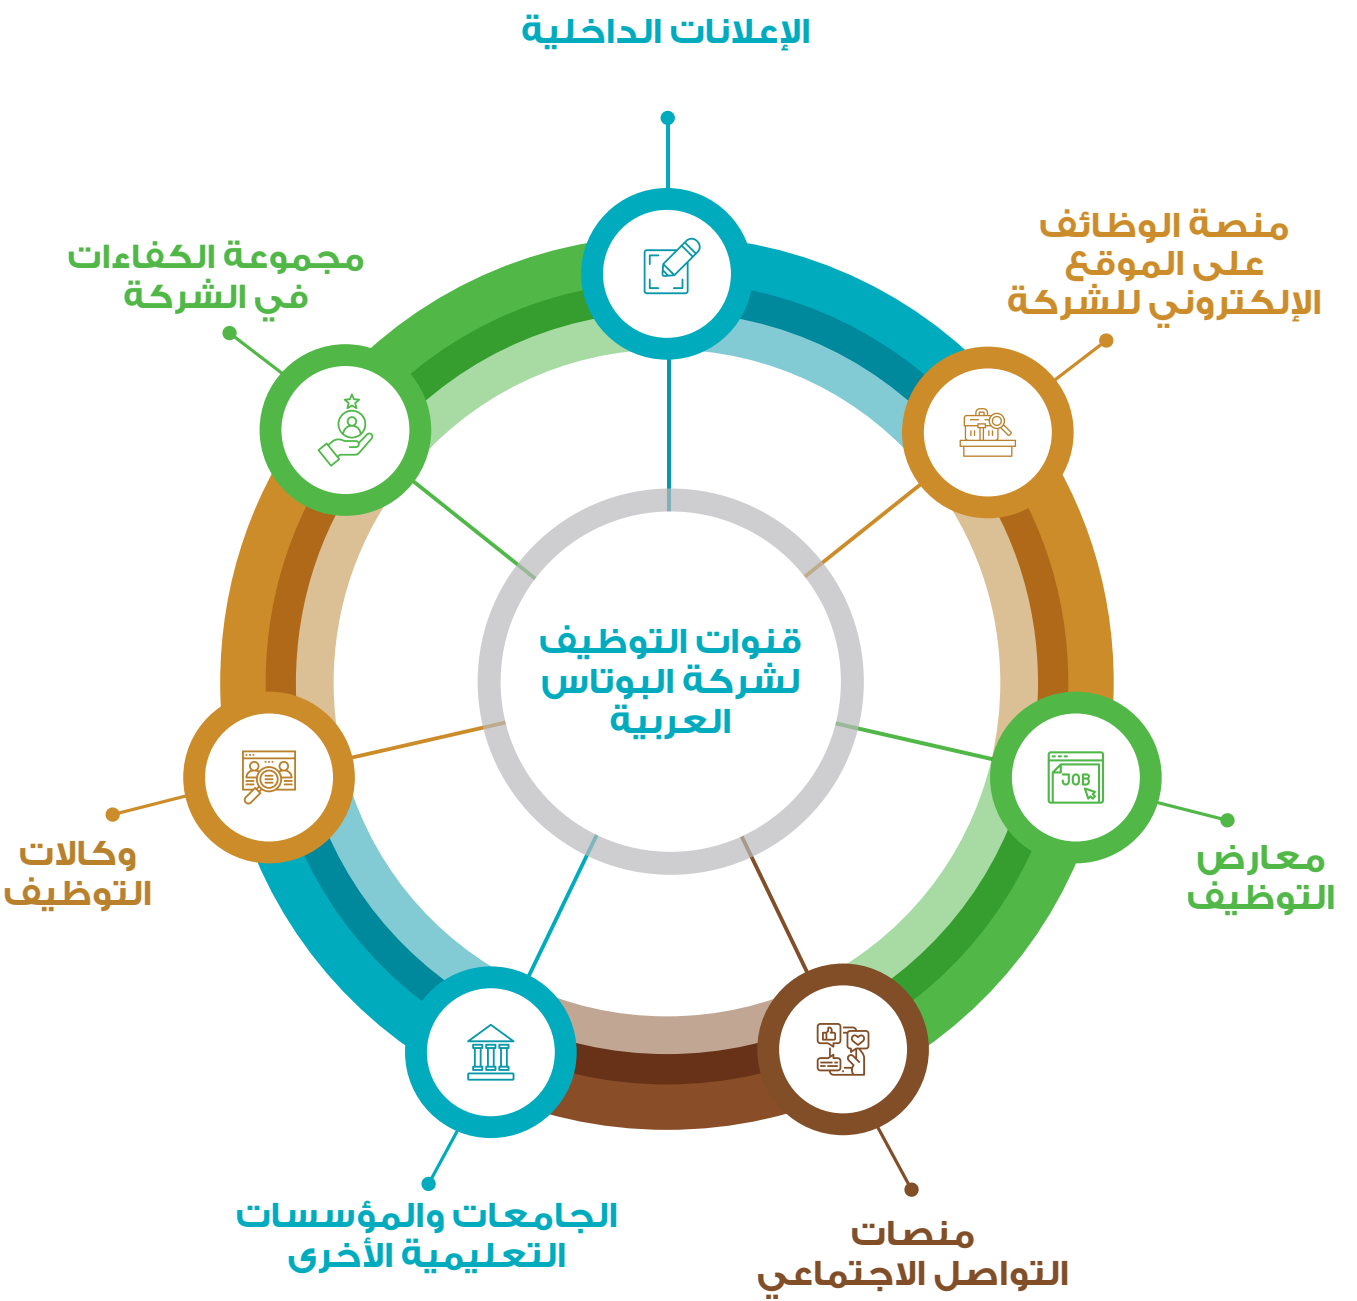 الإعلانات الداخلية
منصة الوظائف
على الموقع
الإلكتروني للشركة
معارض
التوظيف
منصات
التواصل الاجتماعي
الجامعات والمؤسسات
التعليمية الأخرى
وكالات
التوظيف
مجموعة الكفاءات
في الشركة
قنوات التوظيف
لشركة البوتاس
العربية
JOB